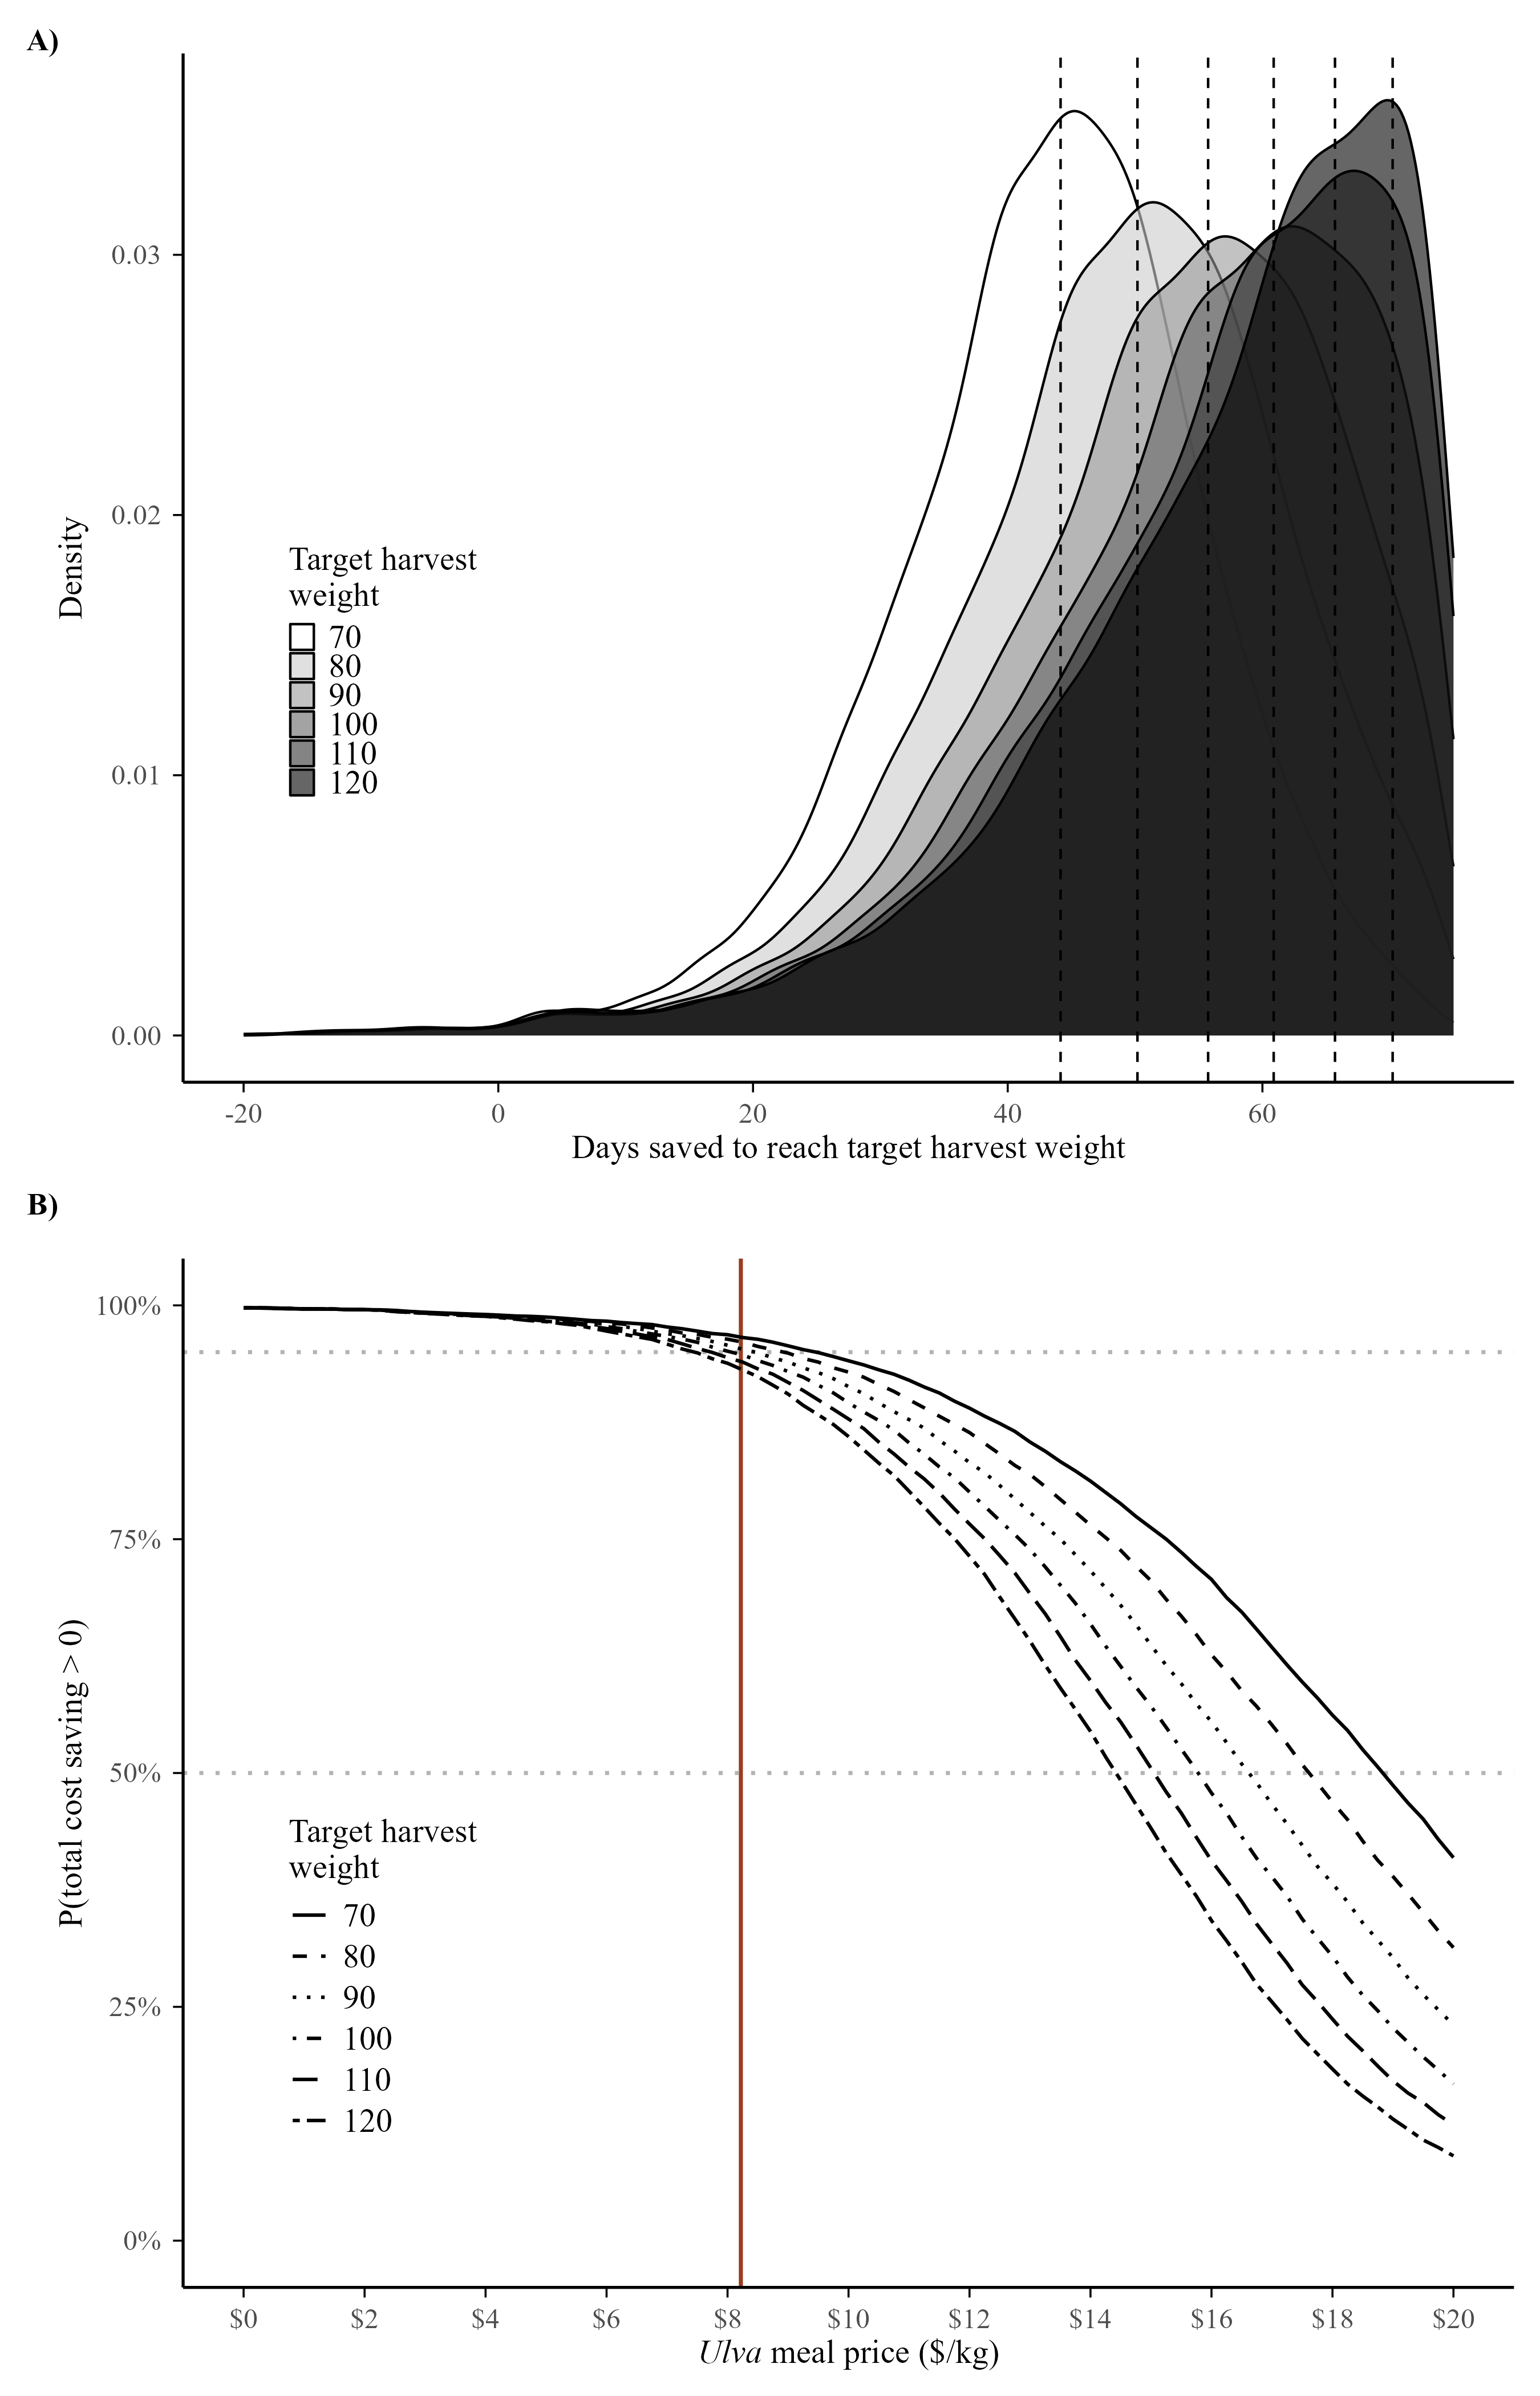 A)
0.03
0.02
0.01
0.00
Density
Target harvest
weight
70
80
90
100
110
120
-20 0 20 40 60
Days saved to reach target harvest weight
B)
100%
75%
50%
25%
0%
P(total cost saving > 0)
Target harvest
weight
70
80
90
100
110
120
$0 $2 $4 $6 $8 $10 $12 $14 $16 $18 $20
Ulva meal price ($/kg)